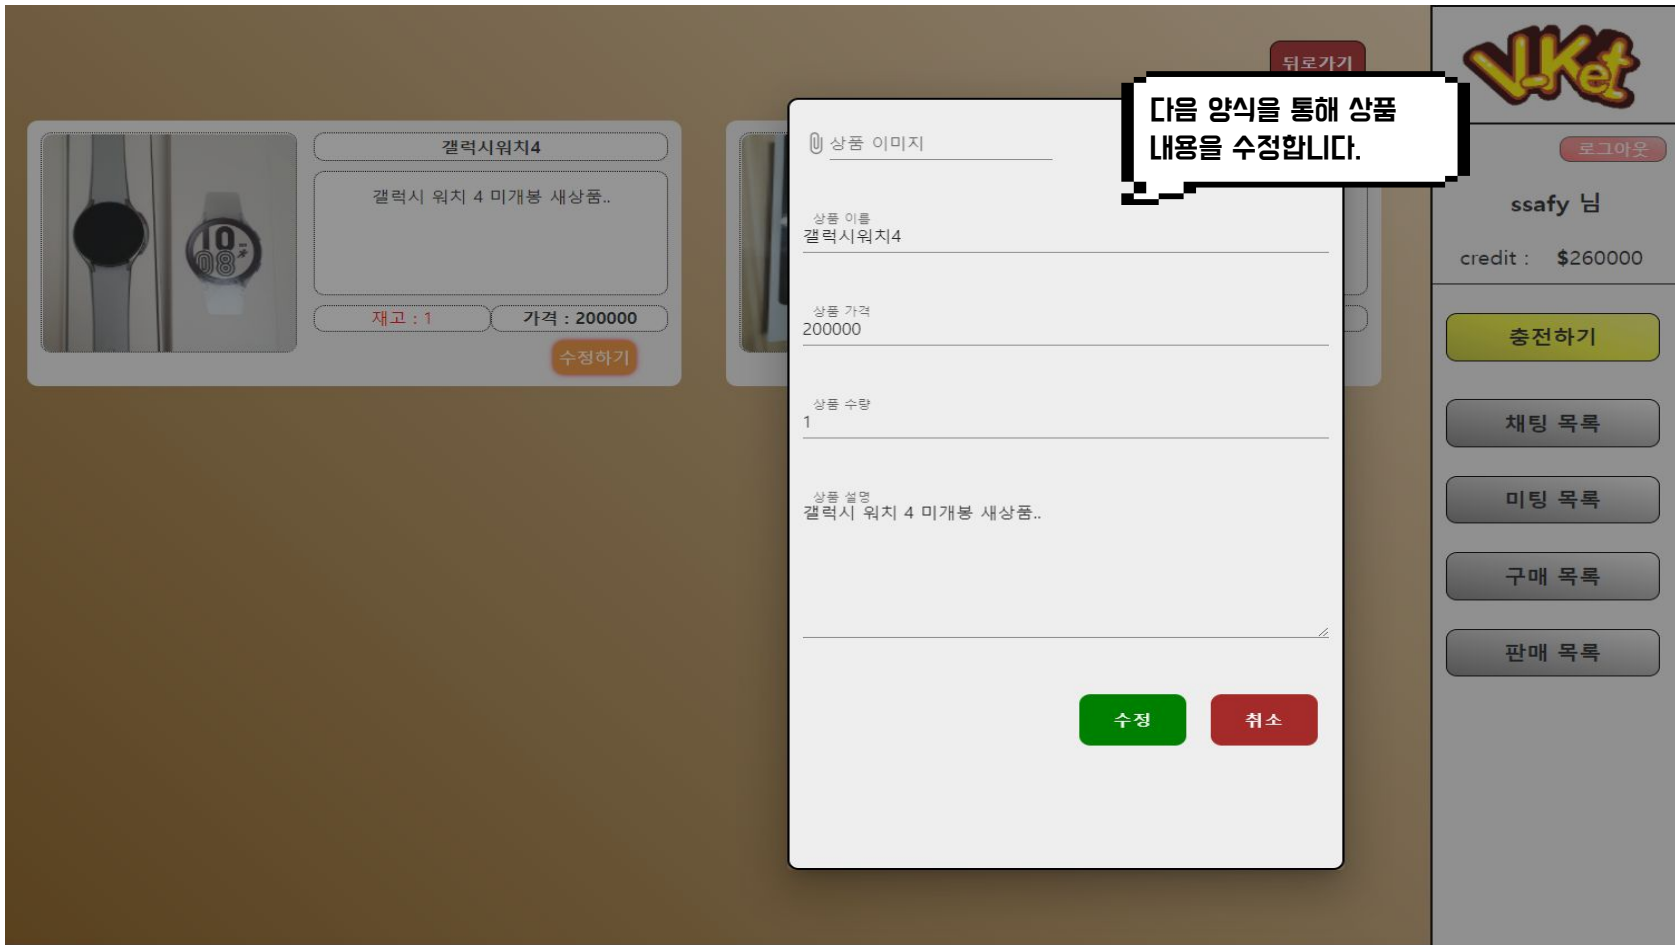 뒤로가기
V-Ket
다음 양식을 통해 상품
내용을 수정합니다.
로그아웃
ssafy 님
credit : $260000
충전하기
채팅 목록
미팅 목록
구매 목록
판매 목록
갤럭시워치4
갤럭시 워치 4 미개봉 새상품..
재고 : 1
가격 : 200000
수정하기
10
08
상품 이미지
상품 이름
갤럭시워치4
상품 가격
200000
상품 수량
1
상품 설명
갤럭시 워치 4 미개봉 새상품..
수정
취소